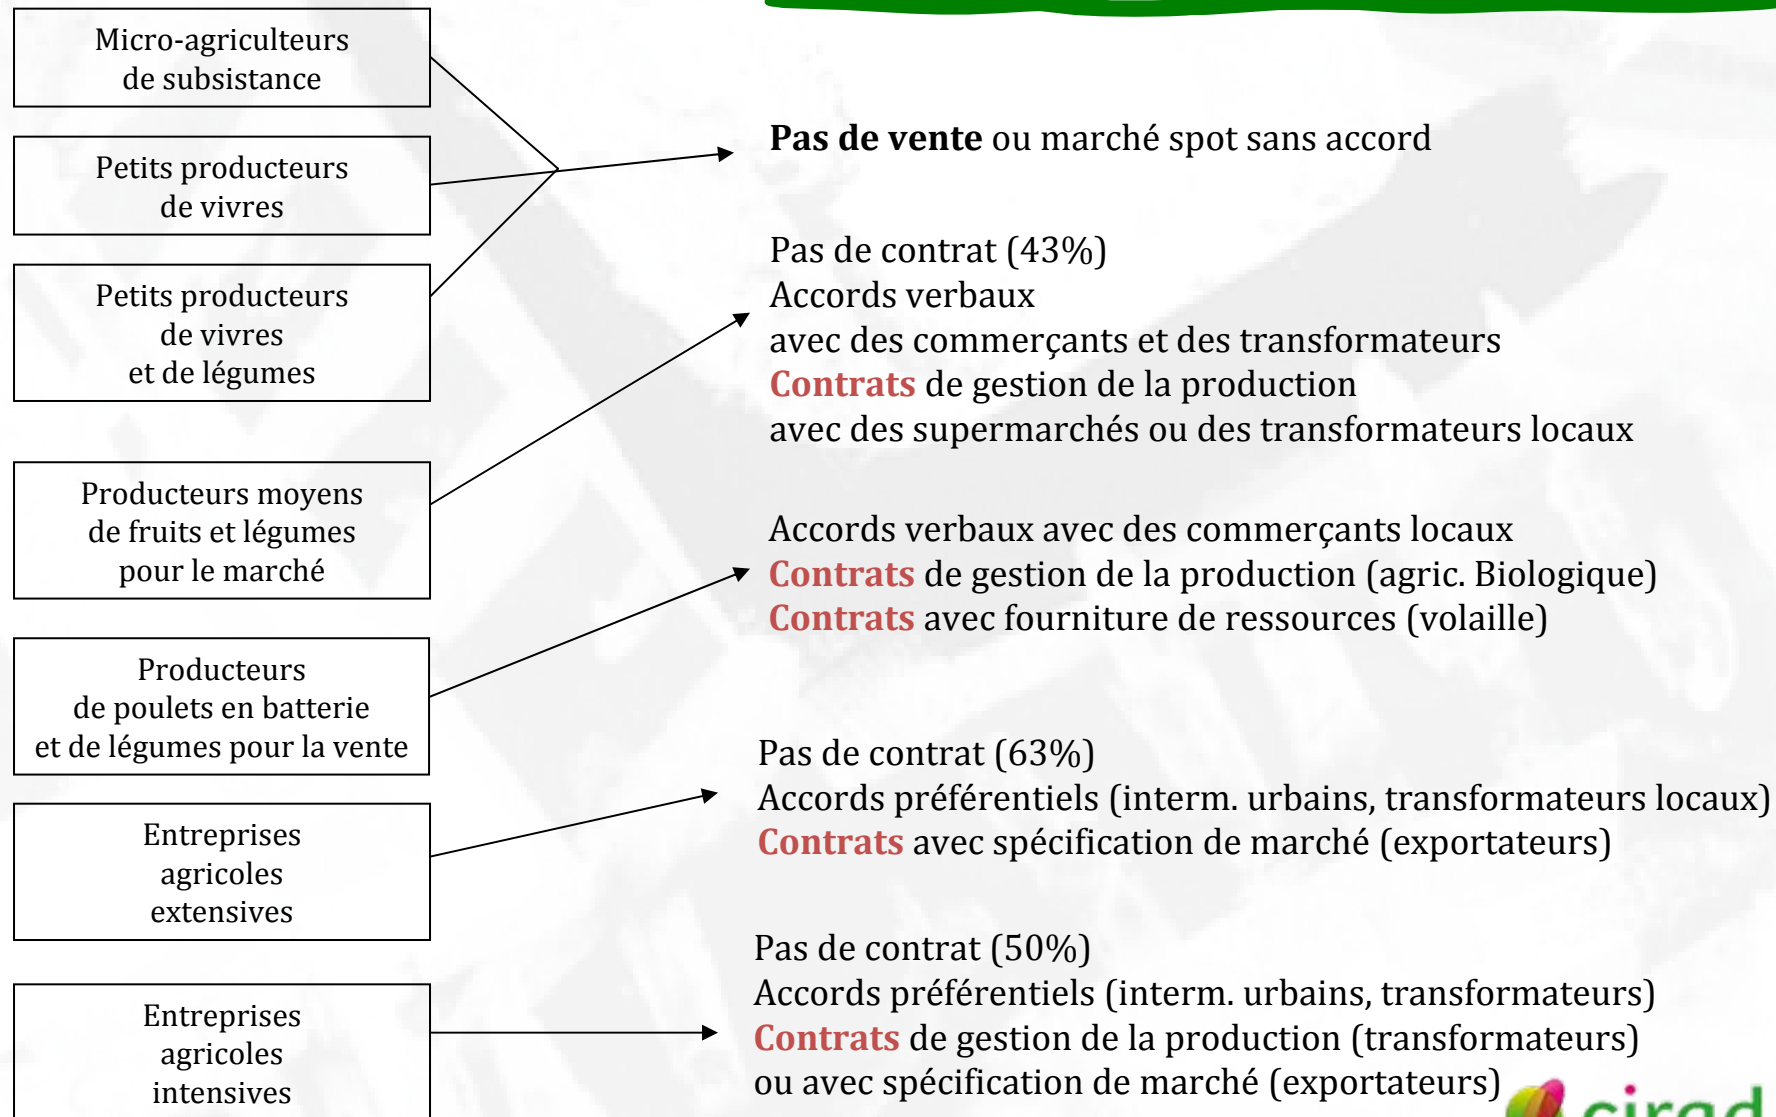 Micro-agriculteurs
de subsistance
Petits producteurs
de vivres
Petits producteurs
de vivres
et de légumes
Producteurs moyens
de fruits et légumes
pour le marché
Producteurs
de poulets en batterie
et de légumes pour la vente
Entreprises
agricoles
extensives
Entreprises
agricoles
intensives
Pas de vente ou marché spot sans accord
Pas de contrat (43%)
Accords verbaux
avec des commerçants et des transformateurs
Contrats de gestion de la production
avec des supermarchés ou des transformateurs locaux
Accords verbaux avec des commerçants locaux
Contrats de gestion de la production (agric. Biologique)
Contrats avec fourniture de ressources (volaille)
Pas de contrat (63%)
Accords préférentiels (interm. urbains, transformateurs locaux)
Contrats avec spécification de marché (exportateurs)
Pas de contrat (50%)
Accords préférentiels (interm. urbains, transformateurs)
Contrats de gestion de la production (transformateurs)
ou avec spécification de marché (exportateurs)
cirad